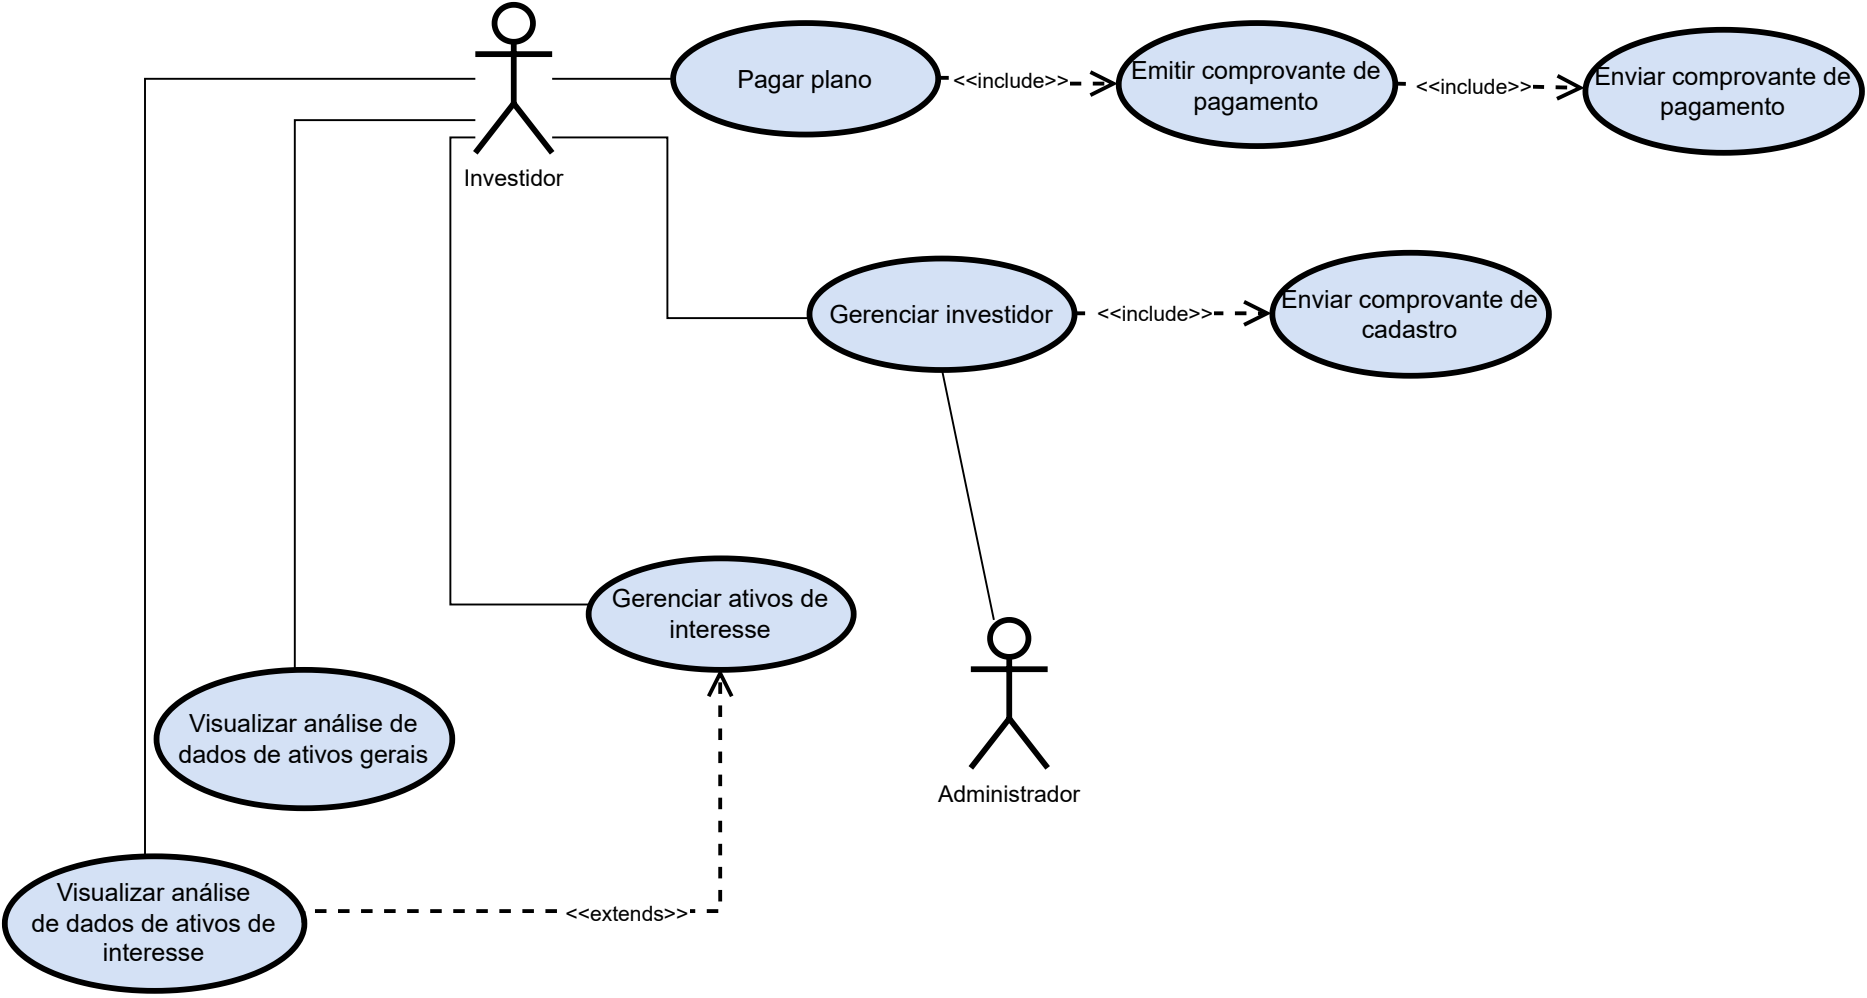 Pagar plano
<<include>>
Emitir comprovante de
pagamento
<<include>>
Enviar comprovante de
pagamento
Investidor
Gerenciar investidor
<<include>>
Enviar comprovante de
cadastro
Gerenciar ativos de
interesse
Visualizar análise de
dados de ativos gerais
Administrador
Visualizar análise
de dados de ativos de
interesse
<<extends>>